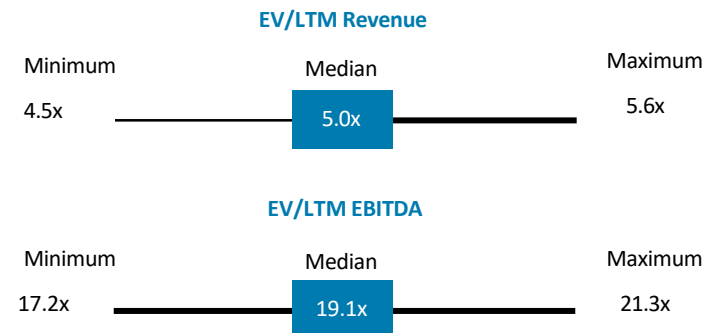 EV/LTM Revenue
Minimum Median Maximum
4.5x 5.0x 5.6x
EV/LTM EBITDA
Minimum Median Maximum
17.2x 19.1x 21.3x